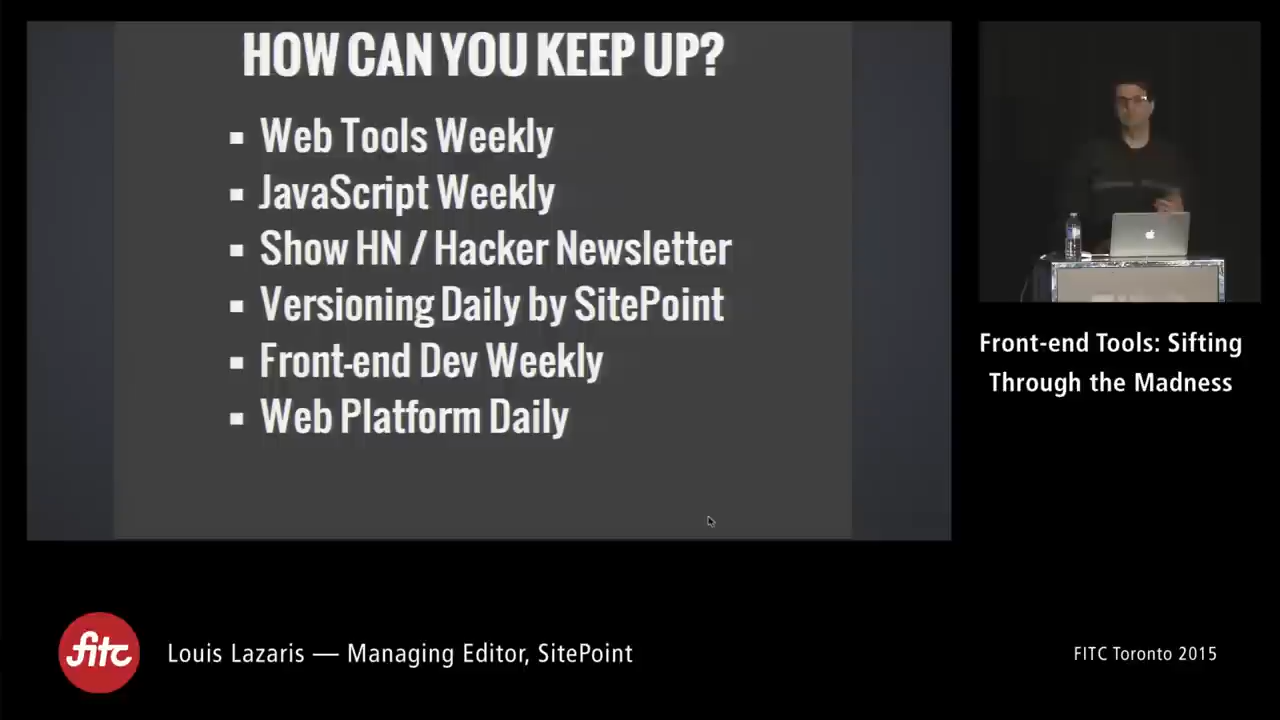 HOW CAN YOU KEEP UP?
▪ Web Tools Weekly
▪ JavaScript Weekly
▪ Show HN / Hacker Newsletter
▪ Versioning Daily by SitePoint
▪ Front-end Dev Weekly
▪ Web Platform Daily
Front-end Tools: Sifting
Through the Madness
fitc
Louis Lazaris — Managing Editor, SitePoint
FITC Toronto 2015